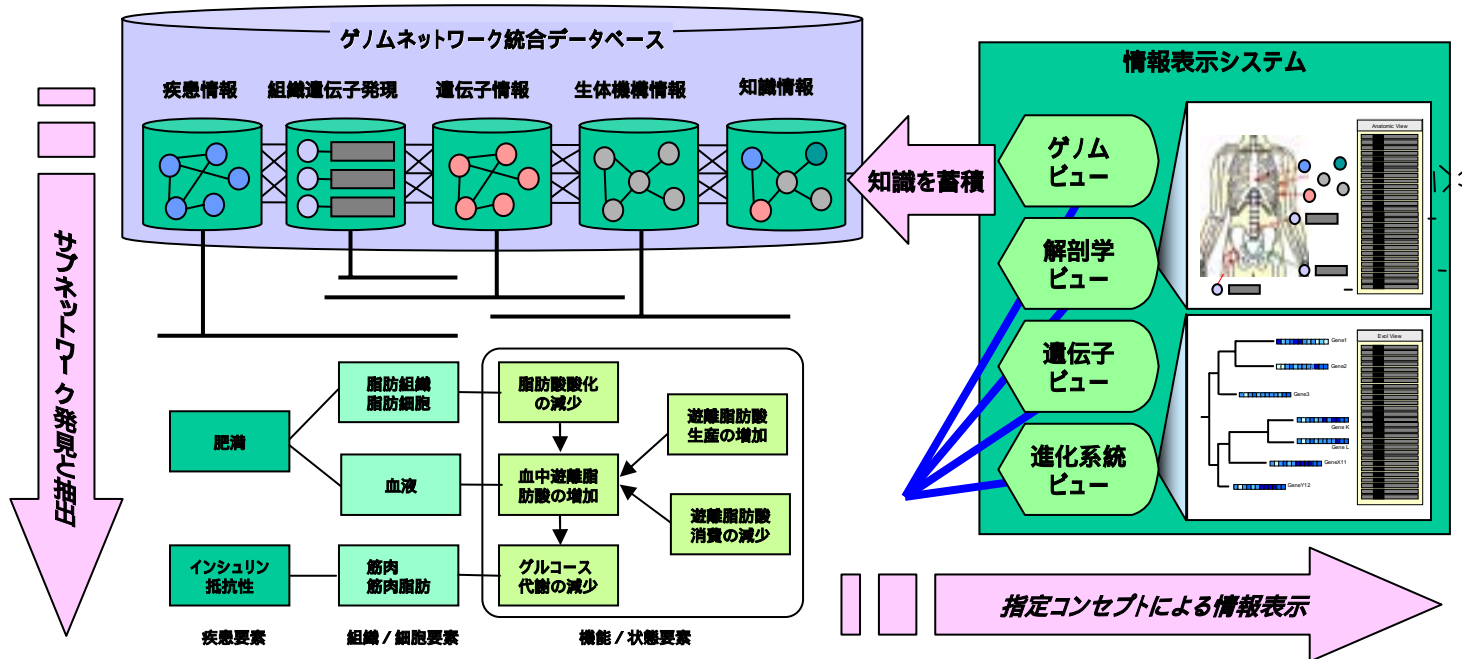 ゲノムネットワーク統合データベース
疾患情報
組織遺伝子発現
遺伝子情報
生体機構情報
知識情報
サブネットワーク発見と抽出
知識を蓄積
情報表示システム
ゲノム
ビュー
解剖学
ビュー
遺伝子
ビュー
進化系統
ビュー
Anatomic View
Evol View
Gene1
Gene2
Gene3
Gene K
Gene L
GeneX11
GeneY12
肥満
インシュリン
抵抗性
脂肪組織
脂肪細胞
血液
筋肉
筋肉脂肪
脂肪酸酸化
の減少
血中遊離脂
肪酸の増加
グルコース
代謝の減少
遊離脂肪酸
生産の増加
遊離脂肪酸
消費の減少
疾患要素
組織/細胞要素
機能/状態要素
指定コンセプトによる情報表示